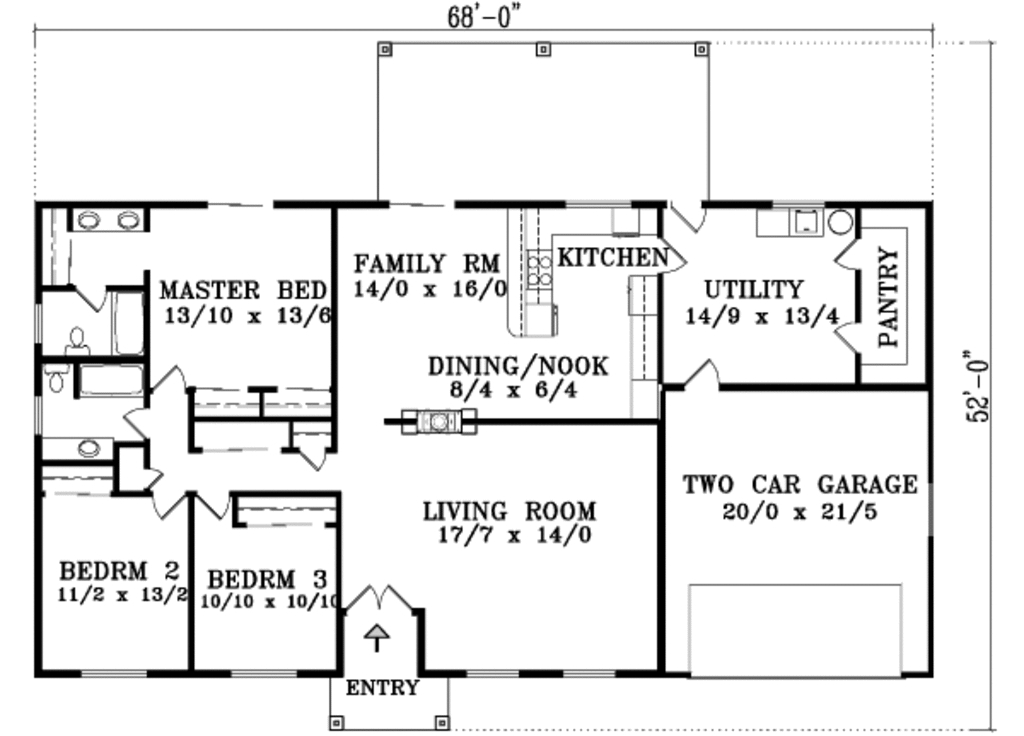 68'-0"
FAMILY RM
14/0 x 16/0
KITCHEN
MASTER BED
13/10 x 13/6
UTILITY
14/9 x 13/4
PANTRY
DINING/NOOK
8/4 x 6/4
52'-0"
LIVING ROOM
17/7 x 14/0
TWO CAR GARAGE
20/0 x 21/5
BEDRM 2
11/2 x 13/2
BEDRM 3
10/10 x 10/10
ENTRY